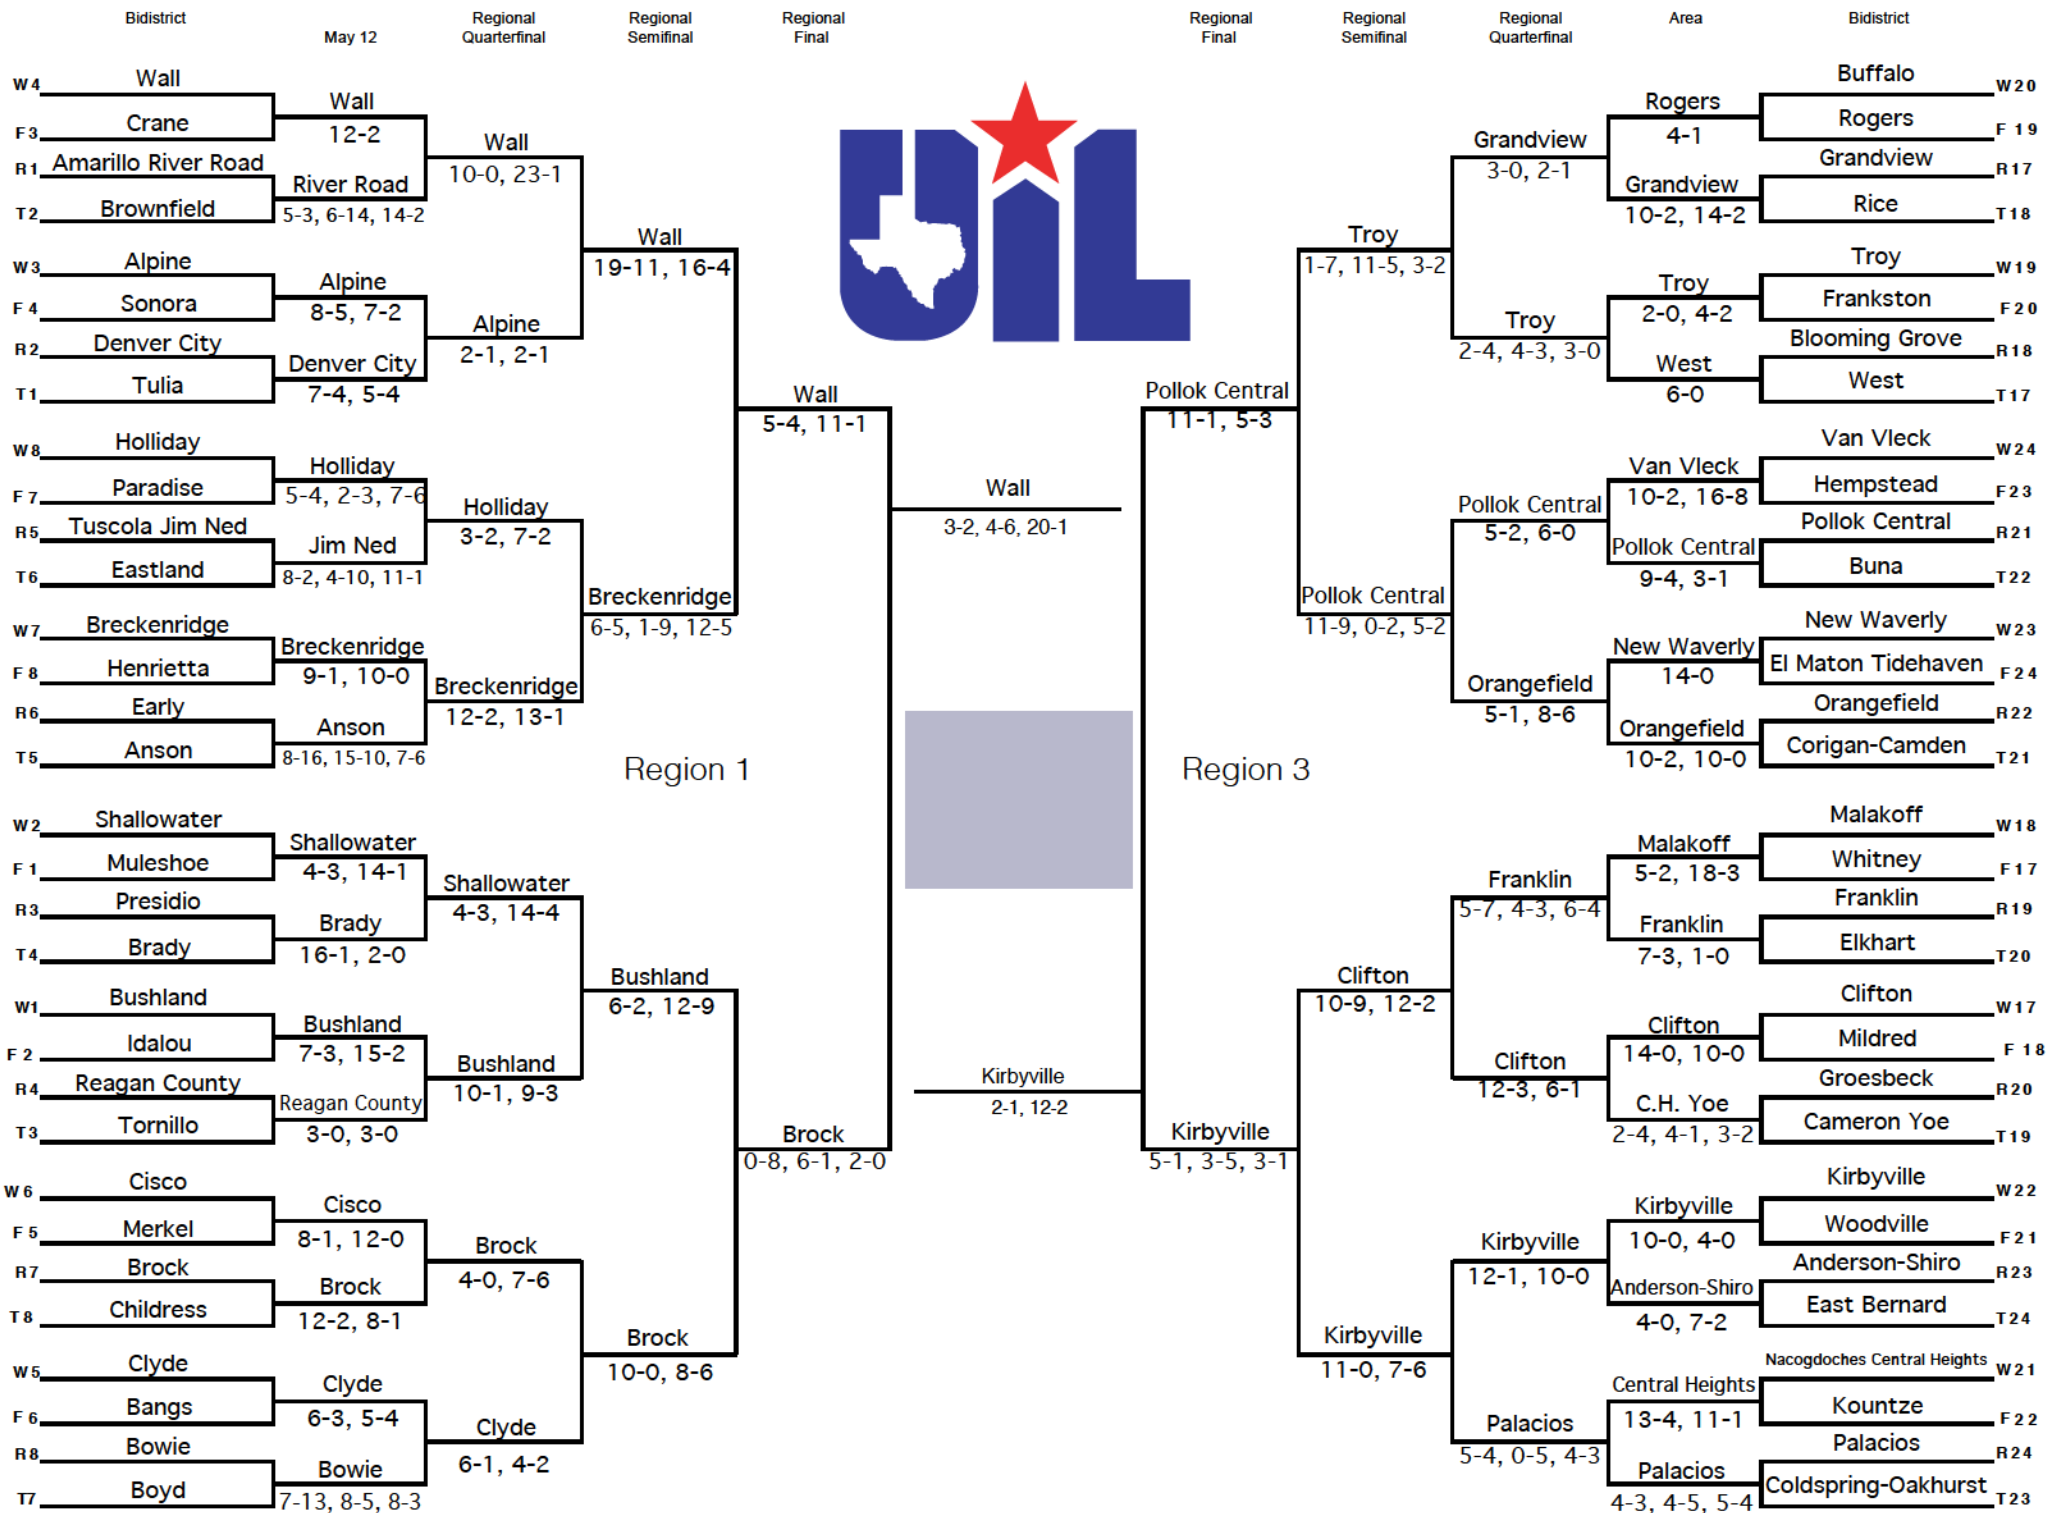 Bidistrict
May 12
Regional
Quarterfinal
Regional
Semifinal
Regional
Final
Regional
Final
Regional
Semifinal
Regional
Quarterfinal
Area
Bidistrict
UIL
W4 Wall
F3 Crane
R1 Amarillo River Road
T2 Brownfield
W3 Alpine
F4 Sonora
R2 Denver City
T1 Tulia
W8 Holliday
F7 Paradise
R5 Tuscola Jim Ned
T6 Eastland
W7 Breckenridge
F8 Henrietta
R6 Early
T5 Anson
W2 Shallowater
F1 Muleshoe
R3 Presidio
T4 Brady
W1 Bushland
F2 Idalou
R4 Reagan County
T3 Tornillo
W6 Cisco
F5 Merkel
R7 Brock
T8 Childress
W5 Clyde
F6 Bangs
R8 Bowie
T7 Boyd
Wall
12-2
River Road
5-3, 6-14, 14-2
Alpine
8-5, 7-2
Denver City
7-4, 5-4
Holliday
5-4, 2-3, 7-6
Jim Ned
8-2, 4-10, 11-1
Breckenridge
9-1, 10-0
Anson
8-16, 15-10, 7-6
Shallowater
4-3, 14-1
Brady
16-1, 2-0
Bushland
7-3, 15-2
Reagan County
3-0, 3-0
Cisco
8-1, 12-0
Brock
12-2, 8-1
Clyde
6-3, 5-4
Bowie
7-13, 8-5, 8-3
Wall
10-0, 23-1
Alpine
2-1, 2-1
Holliday
3-2, 7-2
Breckenridge
12-2, 13-1
Shallowater
4-3, 14-4
Bushland
10-1, 9-3
Brock
4-0, 7-6
Clyde
6-1, 4-2
Wall
19-11, 16-4
Breckenridge
6-5, 1-9, 12-5
Bushland
6-2, 12-9
Brock
10-0, 8-6
Wall
5-4, 11-1
Brock
0-8, 6-1, 2-0
Region 1
Wall
3-2, 4-6, 20-1
Kirbyville
2-1, 12-2
Region 3
Pollok Central
11-1, 5-3
Kirbyville
5-1, 3-5, 3-1
Troy
1-7, 11-5, 3-2
Pollok Central
11-9, 0-2, 5-2
Clifton
10-9, 12-2
Kirbyville
11-0, 7-6
Grandview
3-0, 2-1
Troy
2-4, 4-3, 3-0
Pollok Central
5-2, 6-0
Orangefield
5-1, 8-6
Franklin
5-7, 4-3, 6-4
Clifton
12-3, 6-1
Kirbyville
12-1, 10-0
Palacios
5-4, 0-5, 4-3
Rogers
4-1
Grandview
10-2, 14-2
Troy
2-0, 4-2
West
6-0
Van Vleck
10-2, 16-8
Pollok Central
9-4, 3-1
New Waverly
14-0
Orangefield
10-2, 10-0
Malakoff
5-2, 18-3
Franklin
7-3, 1-0
Clifton
14-0, 10-0
C.H. Yoe
2-4, 4-1, 3-2
Kirbyville
10-0, 4-0
Anderson-Shiro
4-0, 7-2
Central Heights
13-4, 11-1
Palacios
4-3, 4-5, 5-4
Buffalo W20
Rogers F 19
Grandview R17
Rice T18
Troy W19
Frankston F20
Blooming Grove R18
West T17
Van Vleck W24
Hempstead F23
Pollok Central R21
Buna T22
New Waverly W23
El Maton Tidehaven F24
Orangefield R22
Corigan-Camden T21
Malakoff W18
Whitney F17
Franklin R19
Elkhart T20
Clifton W17
Mildred F 18
Groesbeck R20
Cameron Yoe T19
Kirbyville W22
Woodville F21
Anderson-Shiro R23
East Bernard T24
Nacogdoches Central Heights W21
Kountze F22
Palacios R24
Coldspring-Oakhurst T23